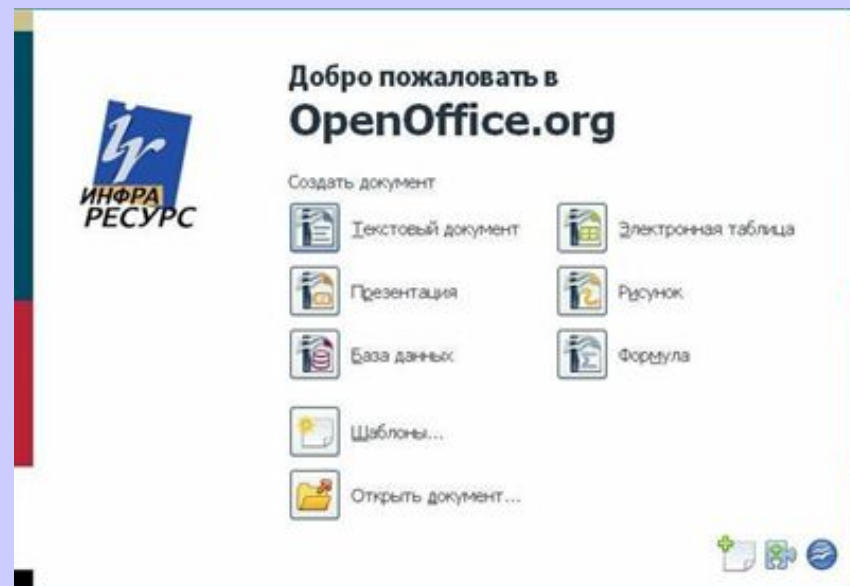 Добро пожаловать в
OpenOffice.org
ir
ИНФРА
РЕСУРС
Создать документ
Текстовый документ
Электронная таблица
Презентация
Рисунок
База данных
Формула
Шаблоны...
Открыть документ...